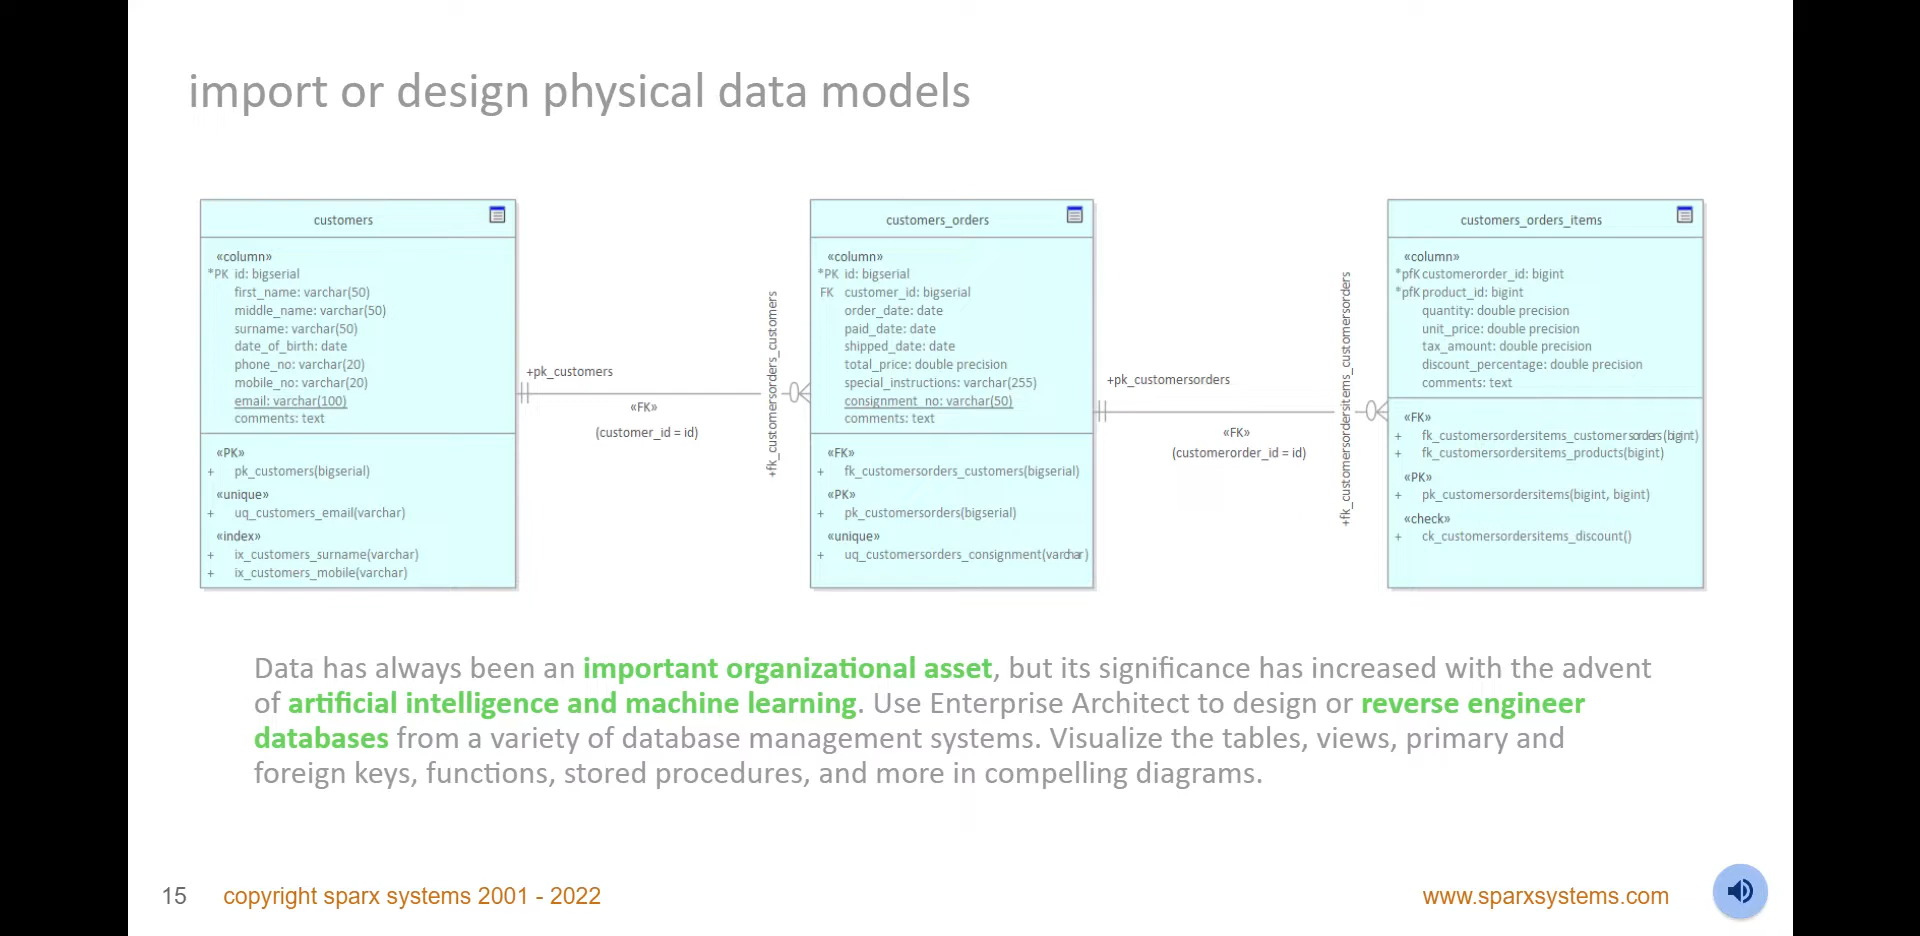 import or design physical data models
customers
«column»
*PK id: bigserial
first_name: varchar(50)
middle_name: varchar(50)
surname: varchar(50)
date_of_birth: date
phone_no: varchar(20)
mobile_no: varchar(20)
email: varchar(100)
comments: text
«PK»
+ pk_customers(bigserial)
«unique»
+ uq_customers_email(varchar)
«index»
+ ix_customers_surname(varchar)
+ ix_customers_mobile(varchar)
+pk_customers
«FK»
(customer_id = id)
+fk_customersorders_customers
customers_orders
«column»
*PK id: bigserial
FK customer_id: bigserial
order_date: date
paid_date: date
shipped_date: date
total_price: double precision
special_instructions: varchar(255)
consignment_no: varchar(50)
comments: text
«FK»
+ fk_customersorders_customers(bigserial)
«PK»
+ pk_customersorders(bigserial)
«unique»
+ uq_customersorders_consignment(varchar)
+pk_customersorders
«FK»
(customerorder_id = id)
+fk_customersordersitems_customersorders
customers_orders_items
«column»
*pfK customerorder_id: bigint
*pfK product_id: bigint
quantity: double precision
unit_price: double precision
tax_amount: double precision
discount_percentage: double precision
comments: text
«FK»
+ fk_customersordersitems_customersorders(bigint)
+ fk_customersordersitems_products(bigint)
«PK»
+ pk_customersordersitems(bigint, bigint)
«check»
+ ck_customersordersitems_discount()
Data has always been an important organizational asset, but its significance has increased with the advent
of artificial intelligence and machine learning. Use Enterprise Architect to design or reverse engineer
databases from a variety of database management systems. Visualize the tables, views, primary and
foreign keys, functions, stored procedures, and more in compelling diagrams.
15 copyright sparx systems 2001 - 2022
www.sparxsystems.com